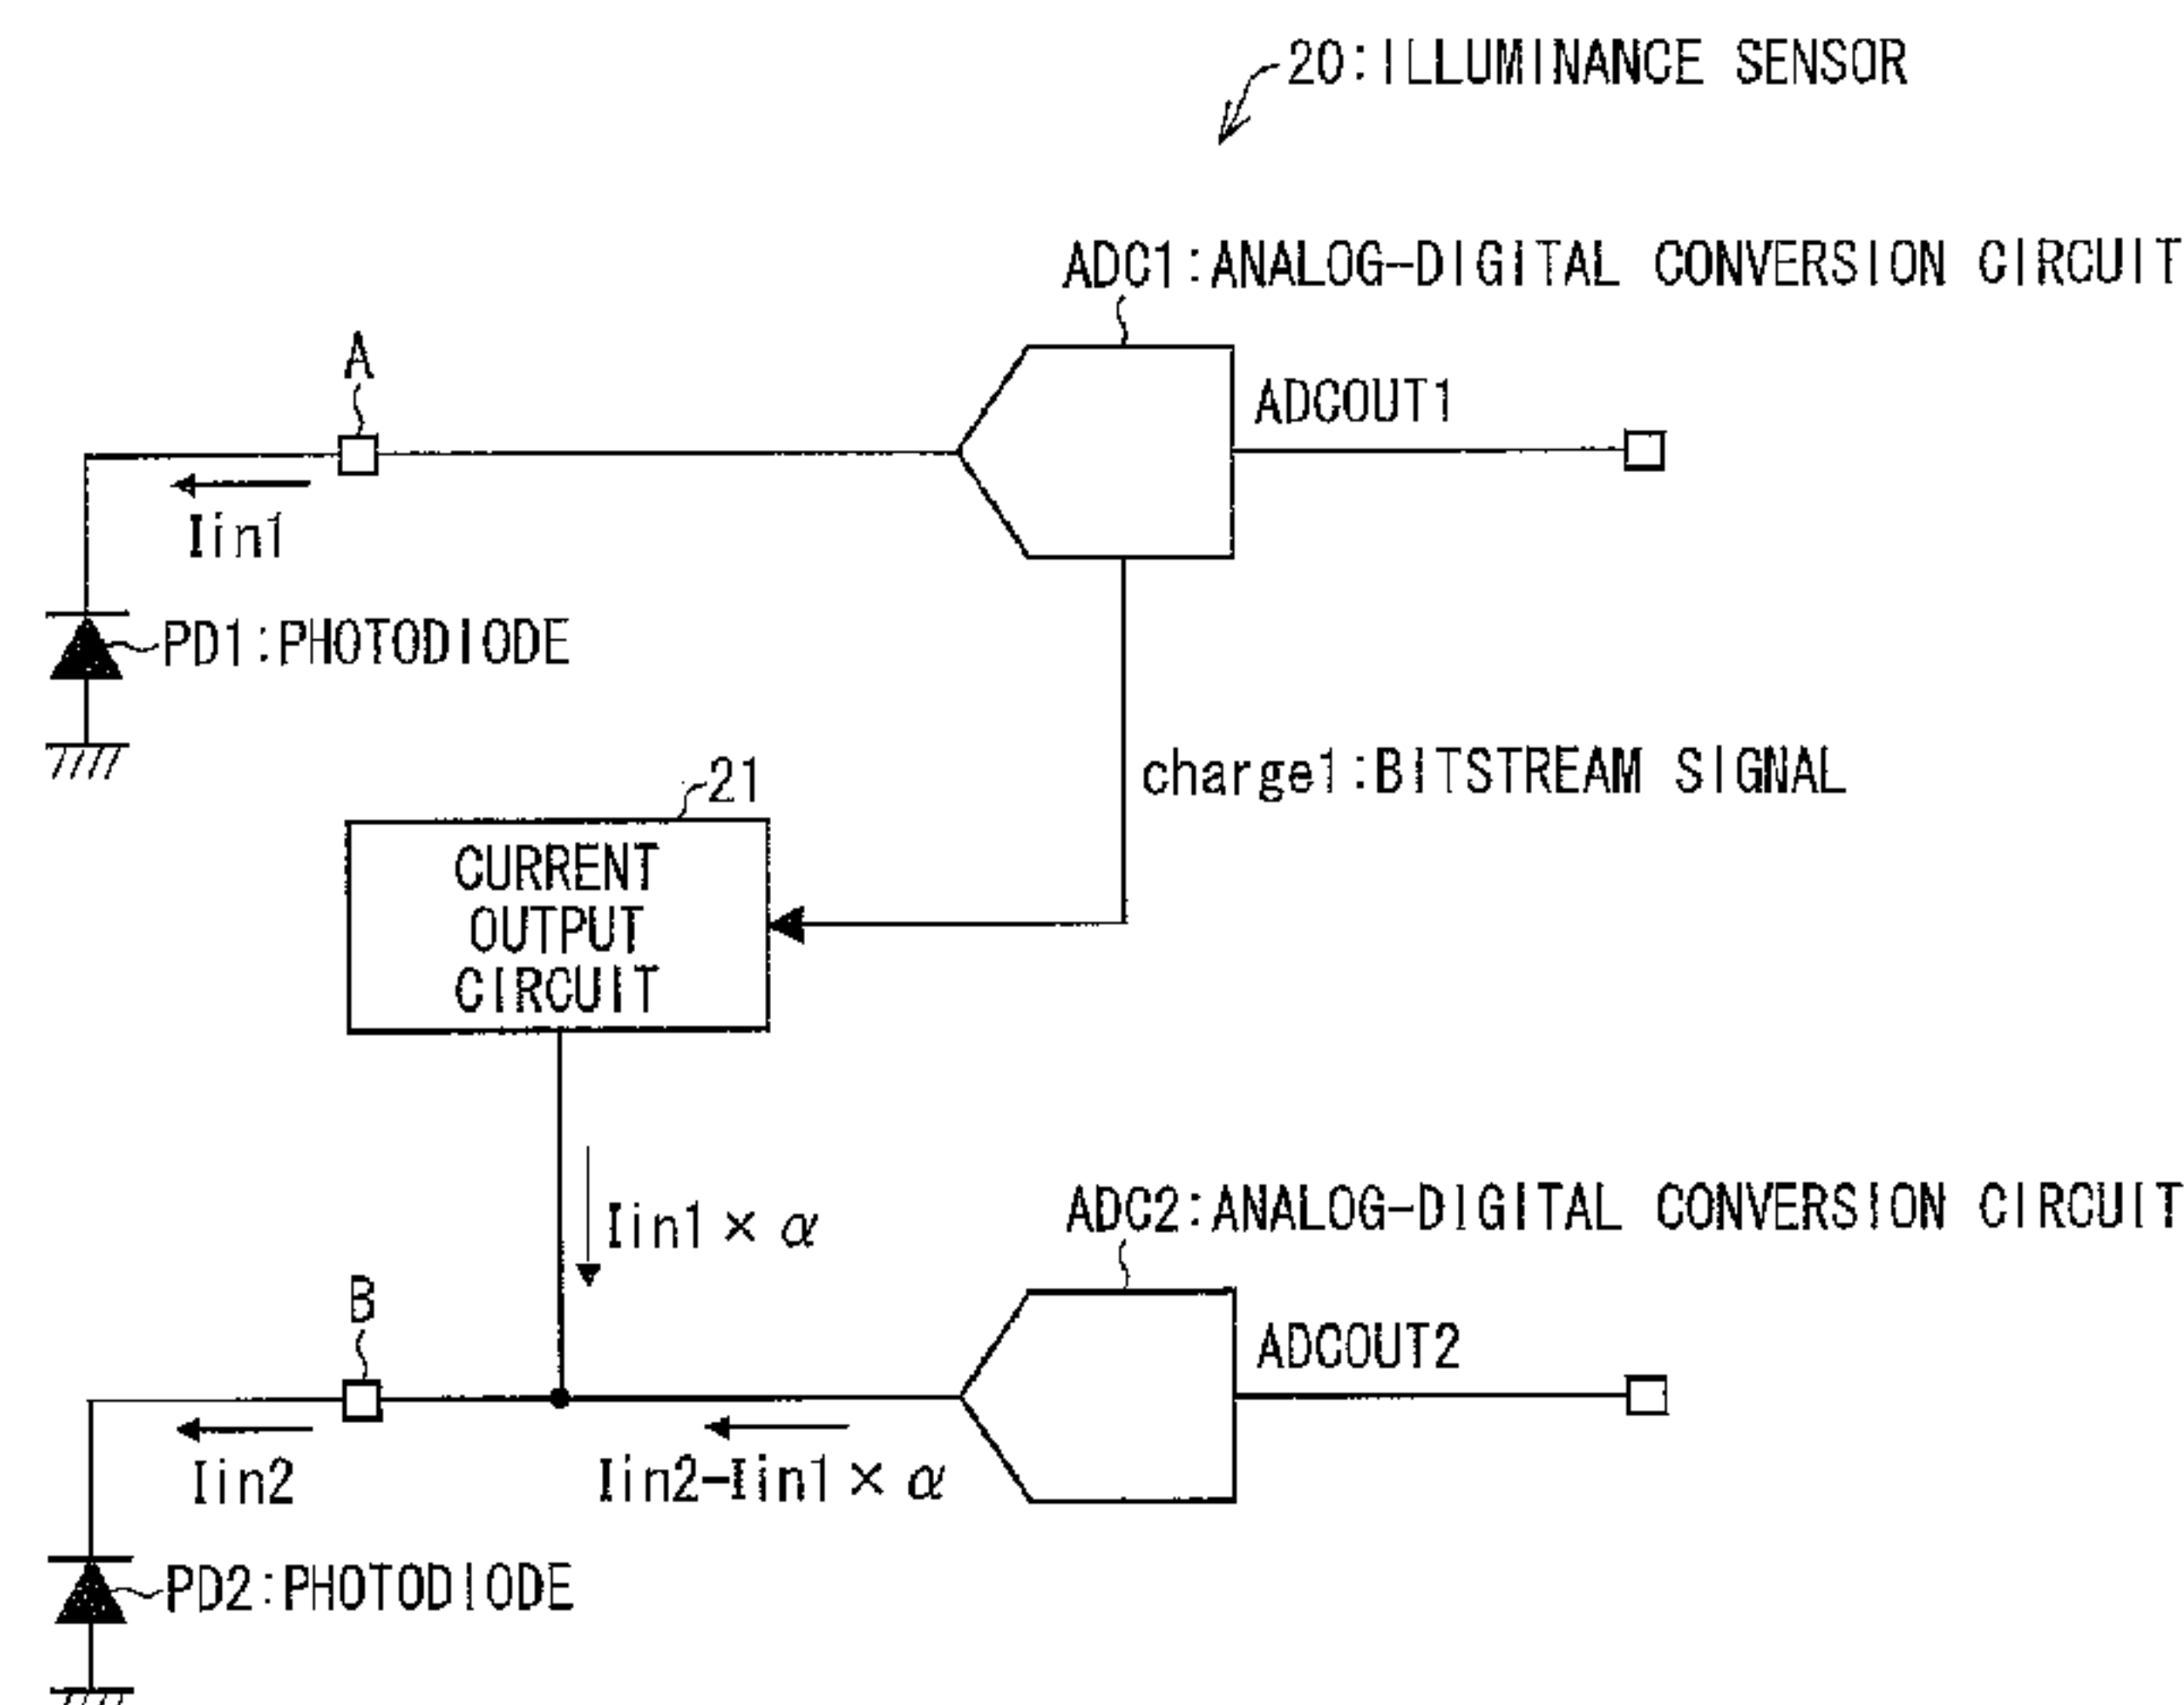 20:ILLUMINANCE SENSOR
ADC1:ANALOG-DIGITAL CONVERSION CIRCUIT
A
ADCOUT1
Iin1
PD1:PHOTODIODE
charge1:BITSTREAM SIGNAL
21
CURRENT
OUTPUT
CIRCUIT
Iin1×α
ADC2:ANALOG-DIGITAL CONVERSION CIRCUIT
B
ADCOUT2
Iin2
Iin2-Iin1×α
PD2:PHOTODIODE